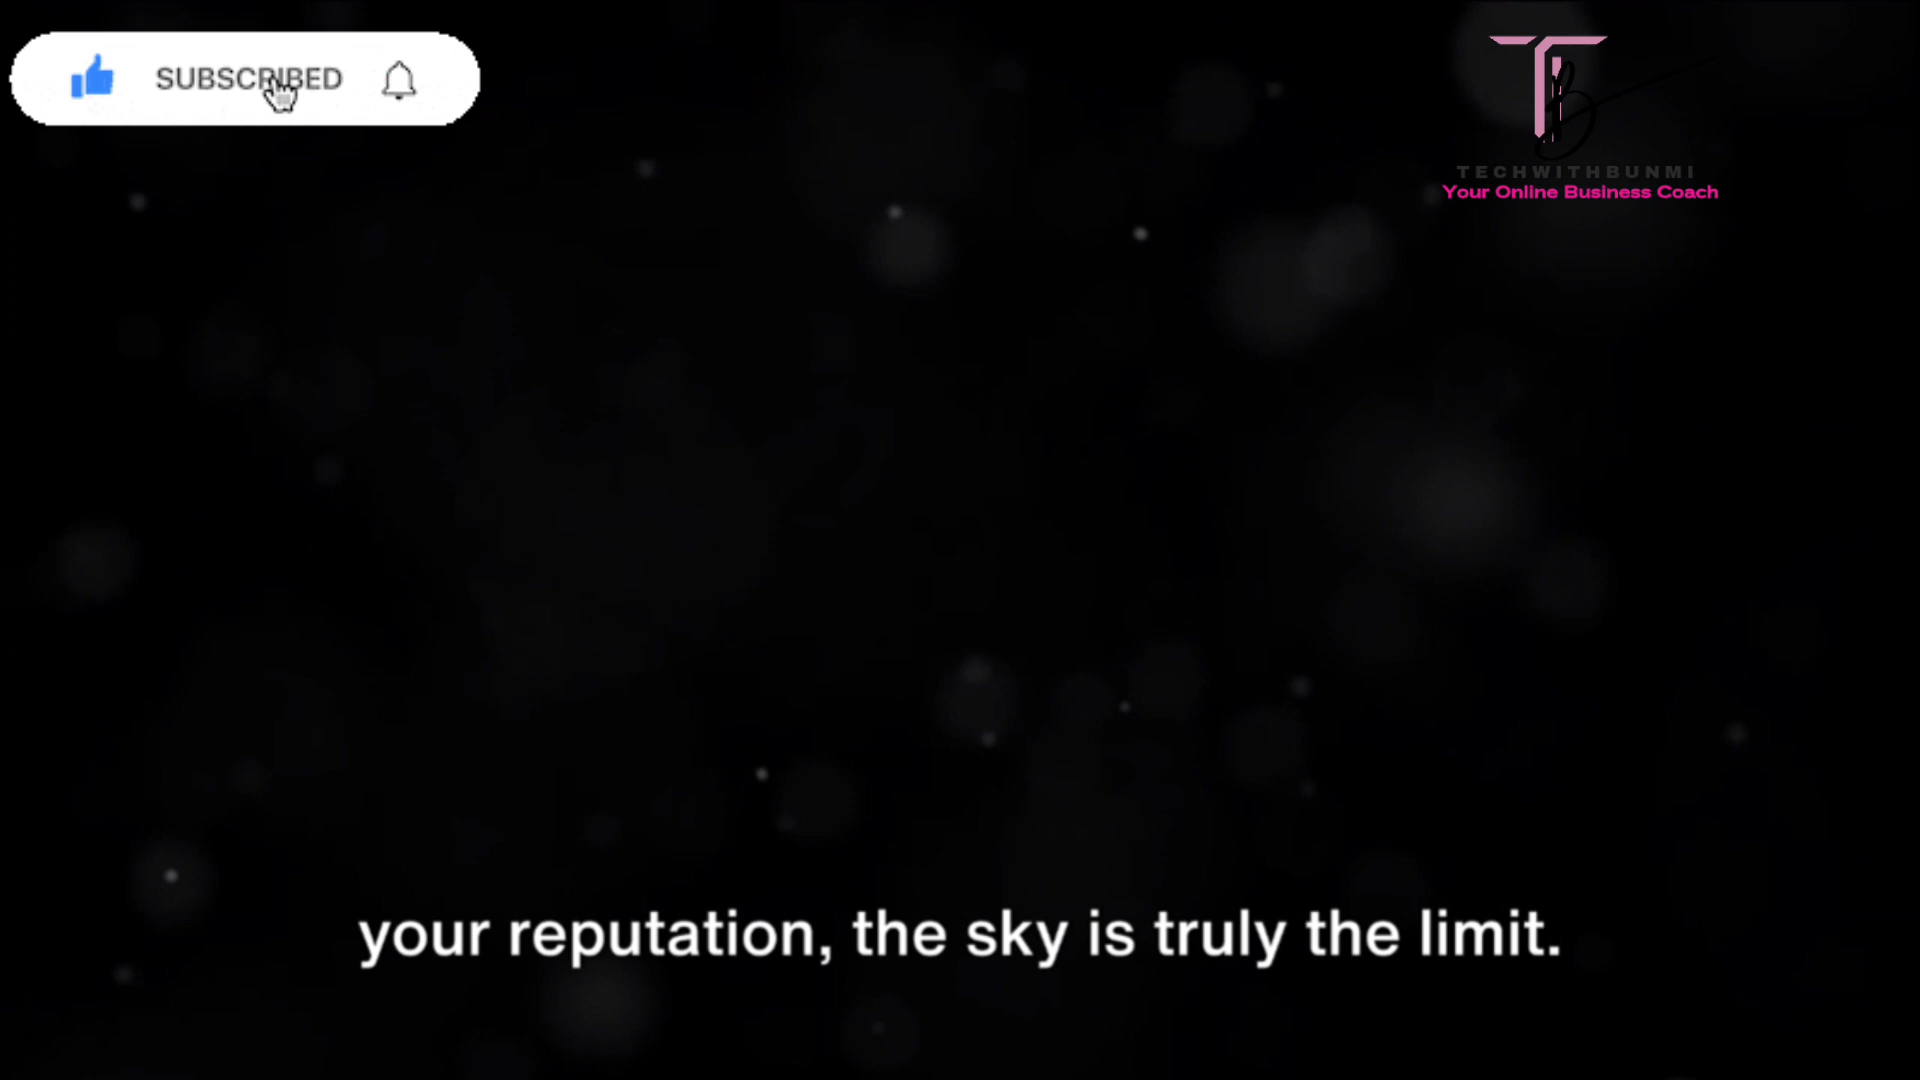 SUBSCRIBED
TECHWITHBUNMI
Your Online Business Coach
your reputation, the sky is truly the limit.